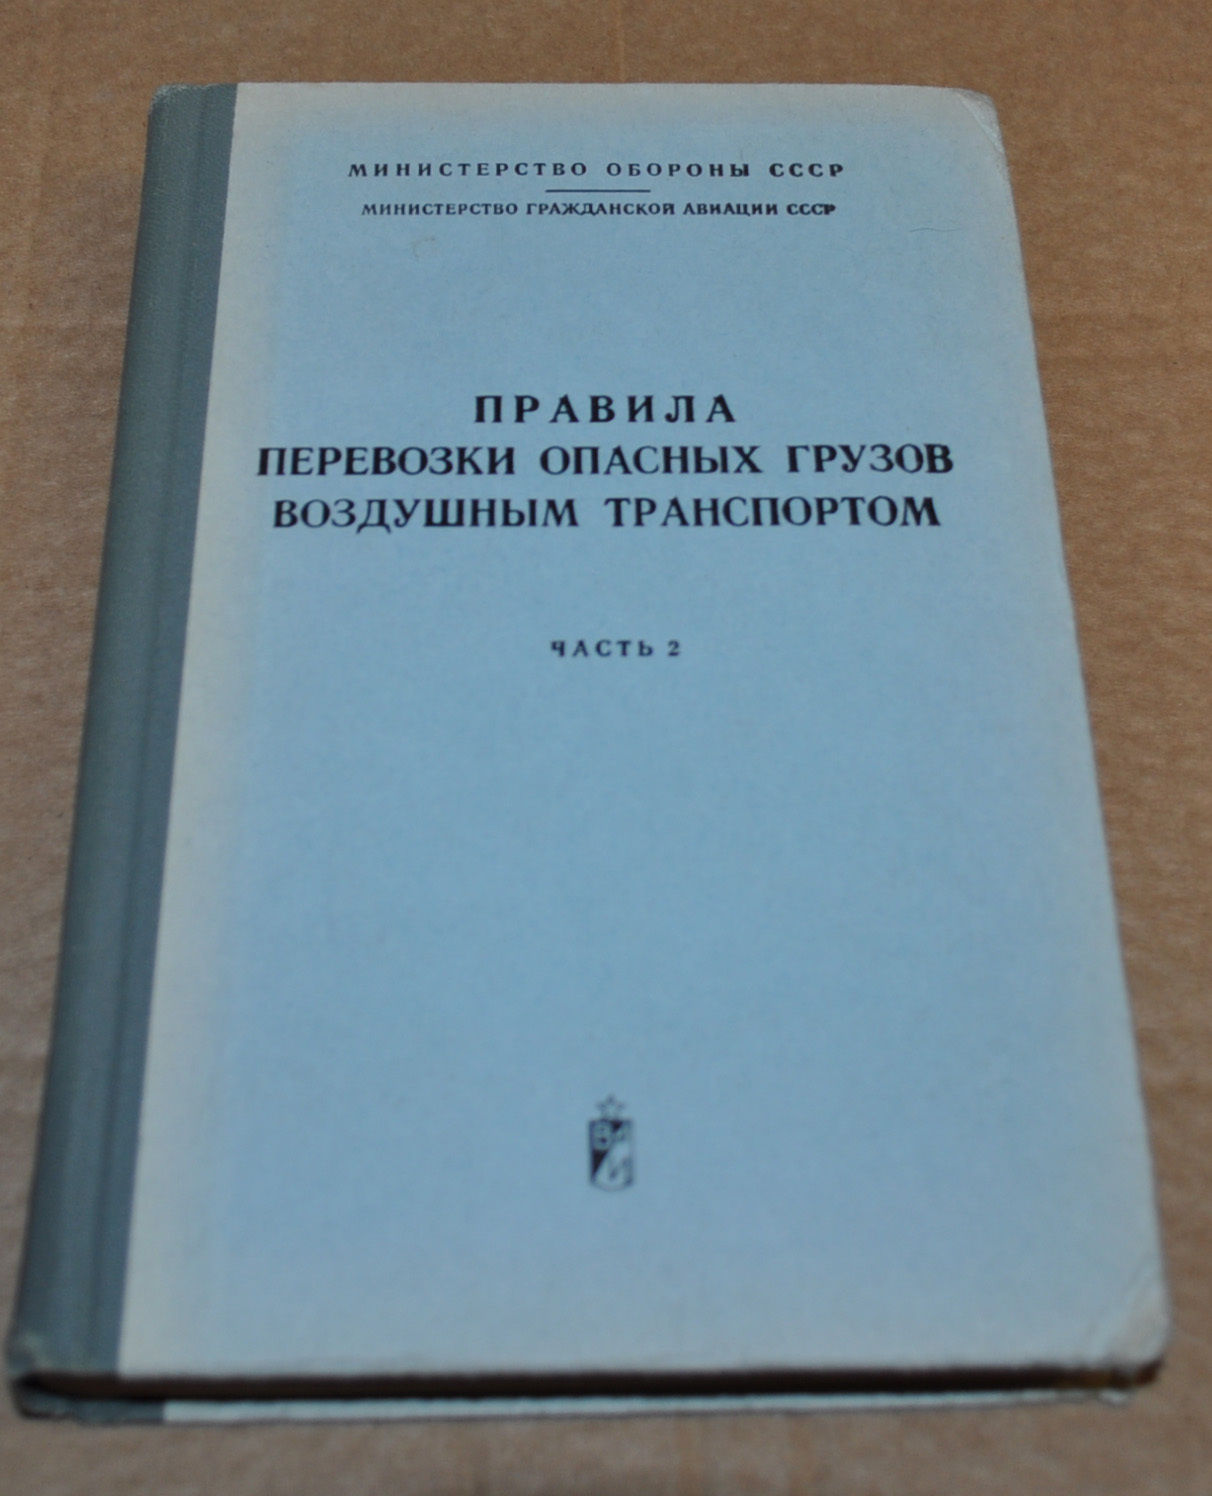 МИНИСТЕРСТВО ОБОРОНЫ СССР
МИНИСТЕРСТВО ГРАЖДАНСКОЙ АВИАЦИИ СССР
ПРАВИЛА
ПЕРЕВОЗКИ ОПАСНЫХ ГРУЗОВ
ВОЗДУШНЫМ ТРАНСПОРТОМ
ЧАСТЬ 2